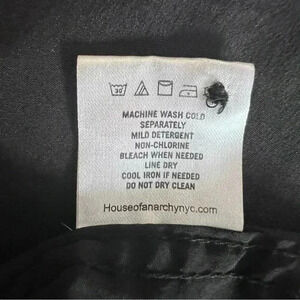 30
MACHINE WASH COLD
SEPARATELY
MILD DETERGENT
NON-CHLORINE
BLEACH WHEN NEEDED
LINE DRY
COOL IRON IF NEEDED
DO NOT DRY CLEAN
Houseofanarchynyc.com